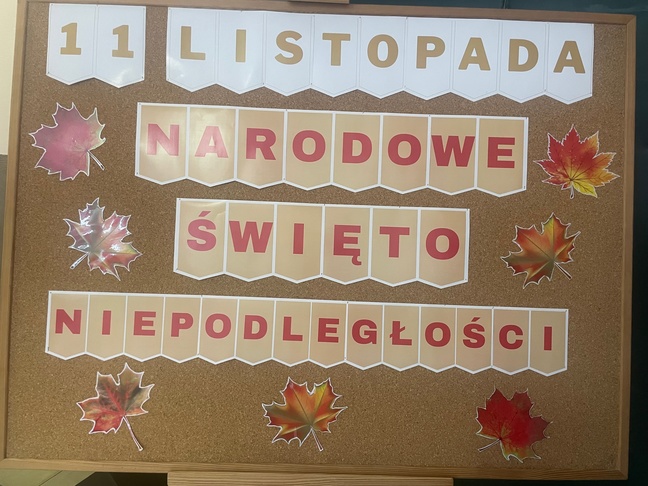 11 LISTOPADA
NARODOWE
ŚWIĘTO
NIEPODLEGŁOŚCI